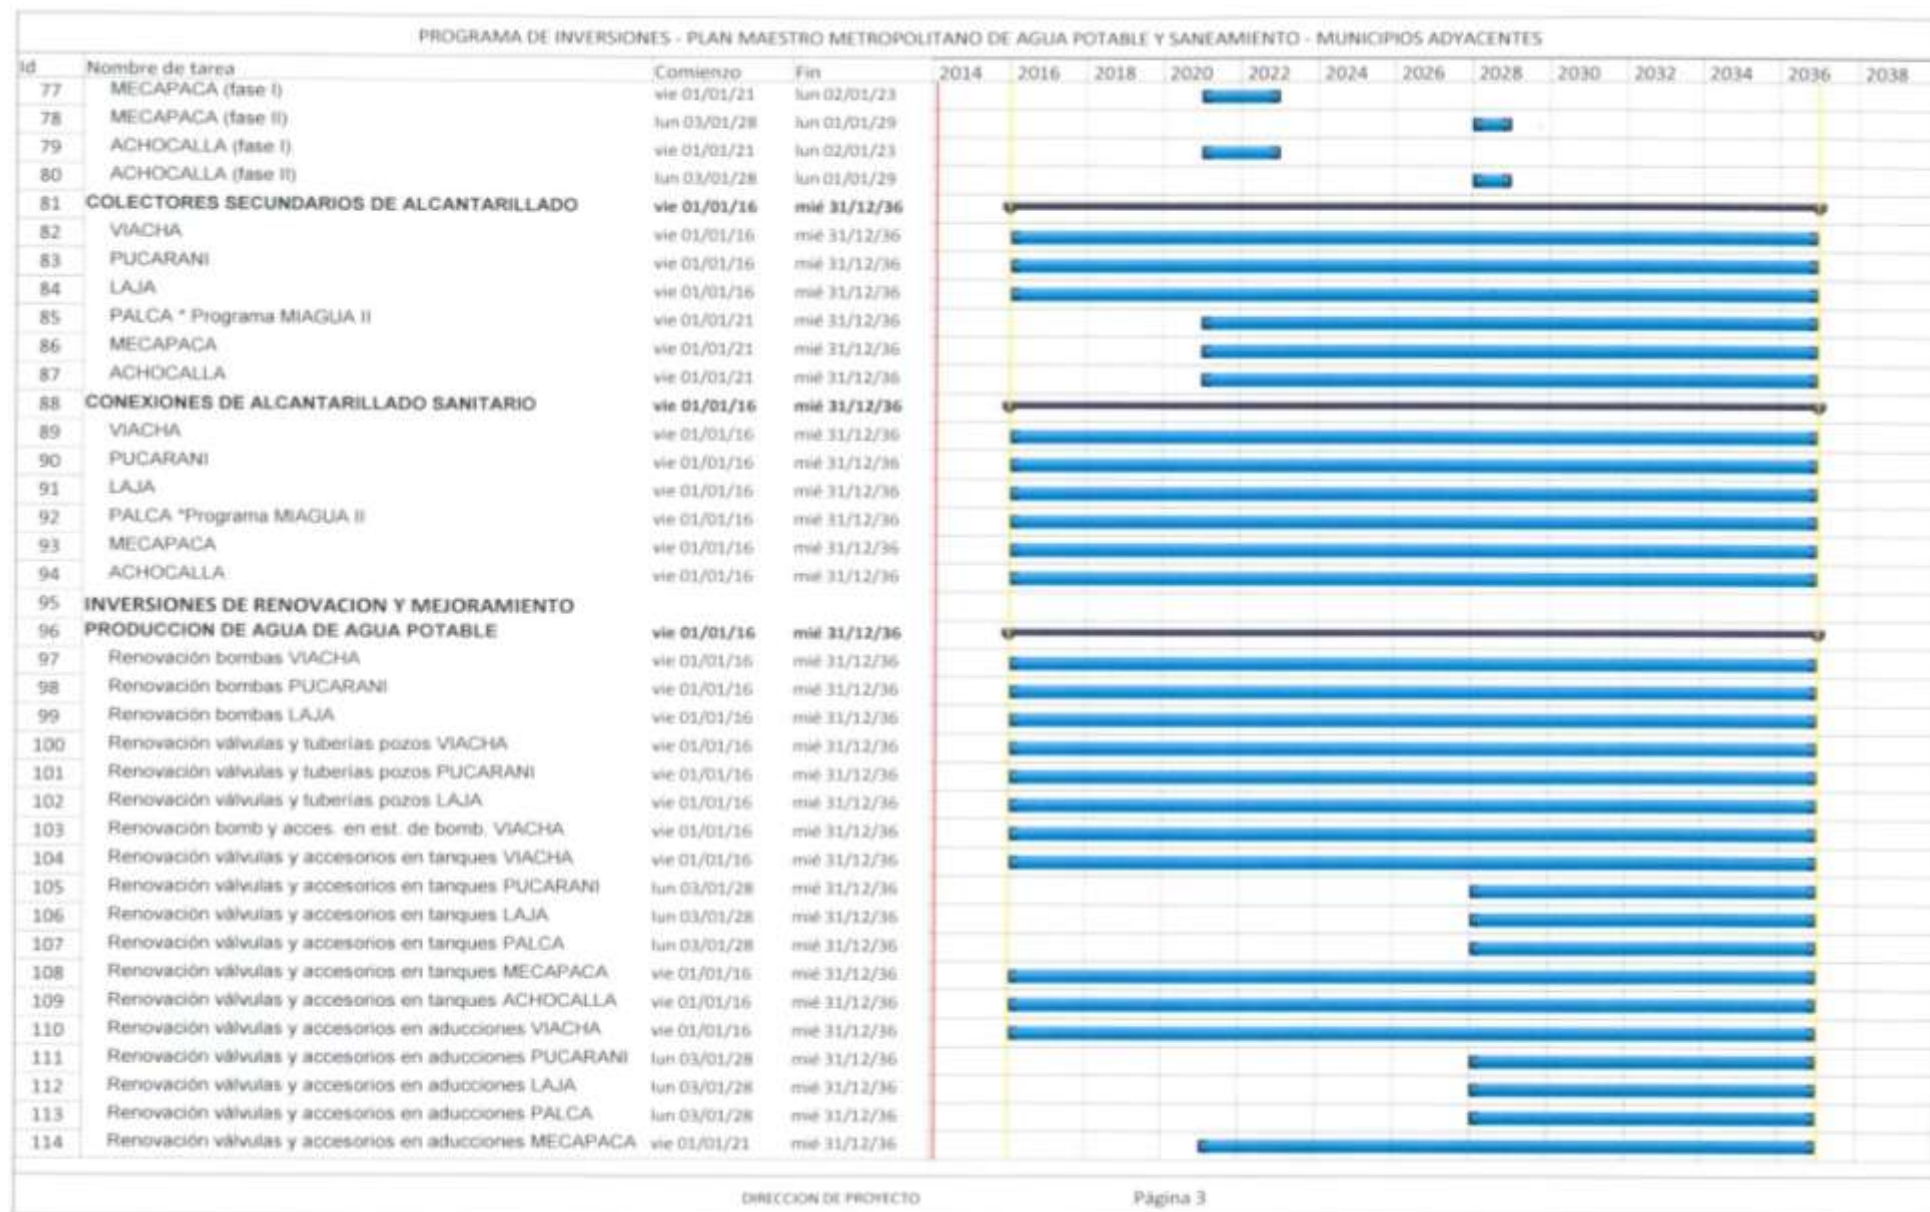 PROGRAMA DE INVERSIONES - PLAN MAESTRO METROPOLITANO DE AGUA POTABLE Y SANEAMIENTO - MUNICIPIOS ADYACENTES
Id Nombre de tarea Comienzo Fin 2014 2016 2018 2020 2022 2024 2026 2028 2030 2032 2034 2036 2038
77 MECAPACA (fase I) vie 01/01/21 lun 02/01/23
78 MECAPACA (fase II) lun 03/01/28 lun 01/01/29
79 ACHOCALLA (fase I) vie 01/01/21 lun 02/01/23
80 ACHOCALLA (fase II) lun 03/01/28 lun 01/01/29
81 COLECTORES SECUNDARIOS DE ALCANTARILLADO vie 01/01/16 mié 31/12/36
82 VIACHA vie 01/01/16 mié 31/12/36
83 PUCARANI vie 01/01/16 mié 31/12/36
84 LAJA vie 01/01/16 mié 31/12/36
85 PALCA * Programa MIAGUA II vie 01/01/21 mié 31/12/36
86 MECAPACA vie 01/01/21 mié 31/12/36
87 ACHOCALLA vie 01/01/21 mié 31/12/36
88 CONEXIONES DE ALCANTARILLADO SANITARIO vie 01/01/16 mié 31/12/36
89 VIACHA vie 01/01/16 mié 31/12/36
90 PUCARANI vie 01/01/16 mié 31/12/36
91 LAJA vie 01/01/16 mié 31/12/36
92 PALCA *Programa MIAGUA II vie 01/01/16 mié 31/12/36
93 MECAPACA vie 01/01/16 mié 31/12/36
94 ACHOCALLA vie 01/01/16 mié 31/12/36
95 INVERSIONES DE RENOVACION Y MEJORAMIENTO
96 PRODUCCION DE AGUA DE AGUA POTABLE vie 01/01/16 mié 31/12/36
97 Renovación bombas VIACHA vie 01/01/16 mié 31/12/36
98 Renovación bombas PUCARANI vie 01/01/16 mié 31/12/36
99 Renovación bombas LAJA vie 01/01/16 mié 31/12/36
100 Renovación válvulas y tuberías pozos VIACHA vie 01/01/16 mié 31/12/36
101 Renovación válvulas y tuberías pozos PUCARANI vie 01/01/16 mié 31/12/36
102 Renovación válvulas y tuberías pozos LAJA vie 01/01/16 mié 31/12/36
103 Renovación bomb y acces. en est. de bomb. VIACHA vie 01/01/16 mié 31/12/36
104 Renovación válvulas y accesorios en tanques VIACHA vie 01/01/16 mié 31/12/36
105 Renovación válvulas y accesorios en tanques PUCARANI lun 03/01/28 mié 31/12/36
106 Renovación válvulas y accesorios en tanques LAJA lun 03/01/28 mié 31/12/36
107 Renovación válvulas y accesorios en tanques PALCA lun 03/01/28 mié 31/12/36
108 Renovación válvulas y accesorios en tanques MECAPACA vie 01/01/16 mié 31/12/36
109 Renovación válvulas y accesorios en tanques ACHOCALLA vie 01/01/16 mié 31/12/36
110 Renovación válvulas y accesorios en aducciones VIACHA vie 01/01/16 mié 31/12/36
111 Renovación válvulas y accesorios en aducciones PUCARANI lun 03/01/28 mié 31/12/36
112 Renovación válvulas y accesorios en aducciones LAJA lun 03/01/28 mié 31/12/36
113 Renovación válvulas y accesorios en aducciones PALCA lun 03/01/28 mié 31/12/36
114 Renovación válvulas y accesorios en aducciones MECAPACA vie 01/01/21 mié 31/12/36
DIRECCION DE PROYECTO Página 3